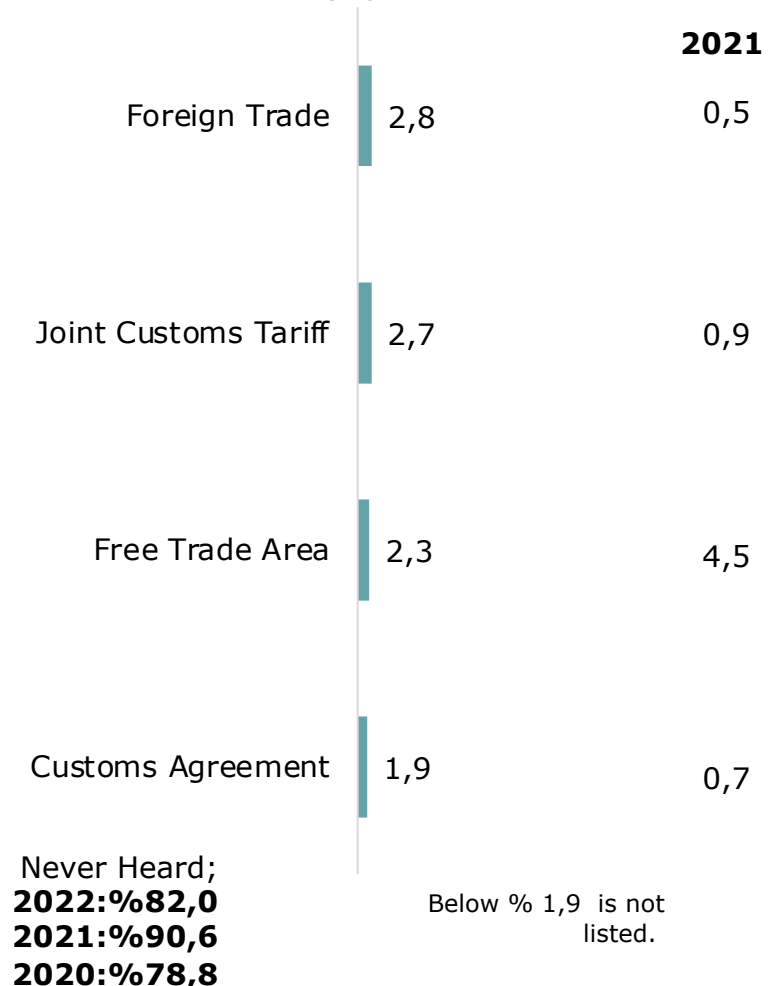 2021
Foreign Trade 2,8 0,5
Joint Customs Tariff 2,7 0,9
Free Trade Area 2,3 4,5
Customs Agreement 1,9 0,7
Never Heard;
2022:%82,0
2021:%90,6
2020:%78,8
Below % 1,9 is not
listed.